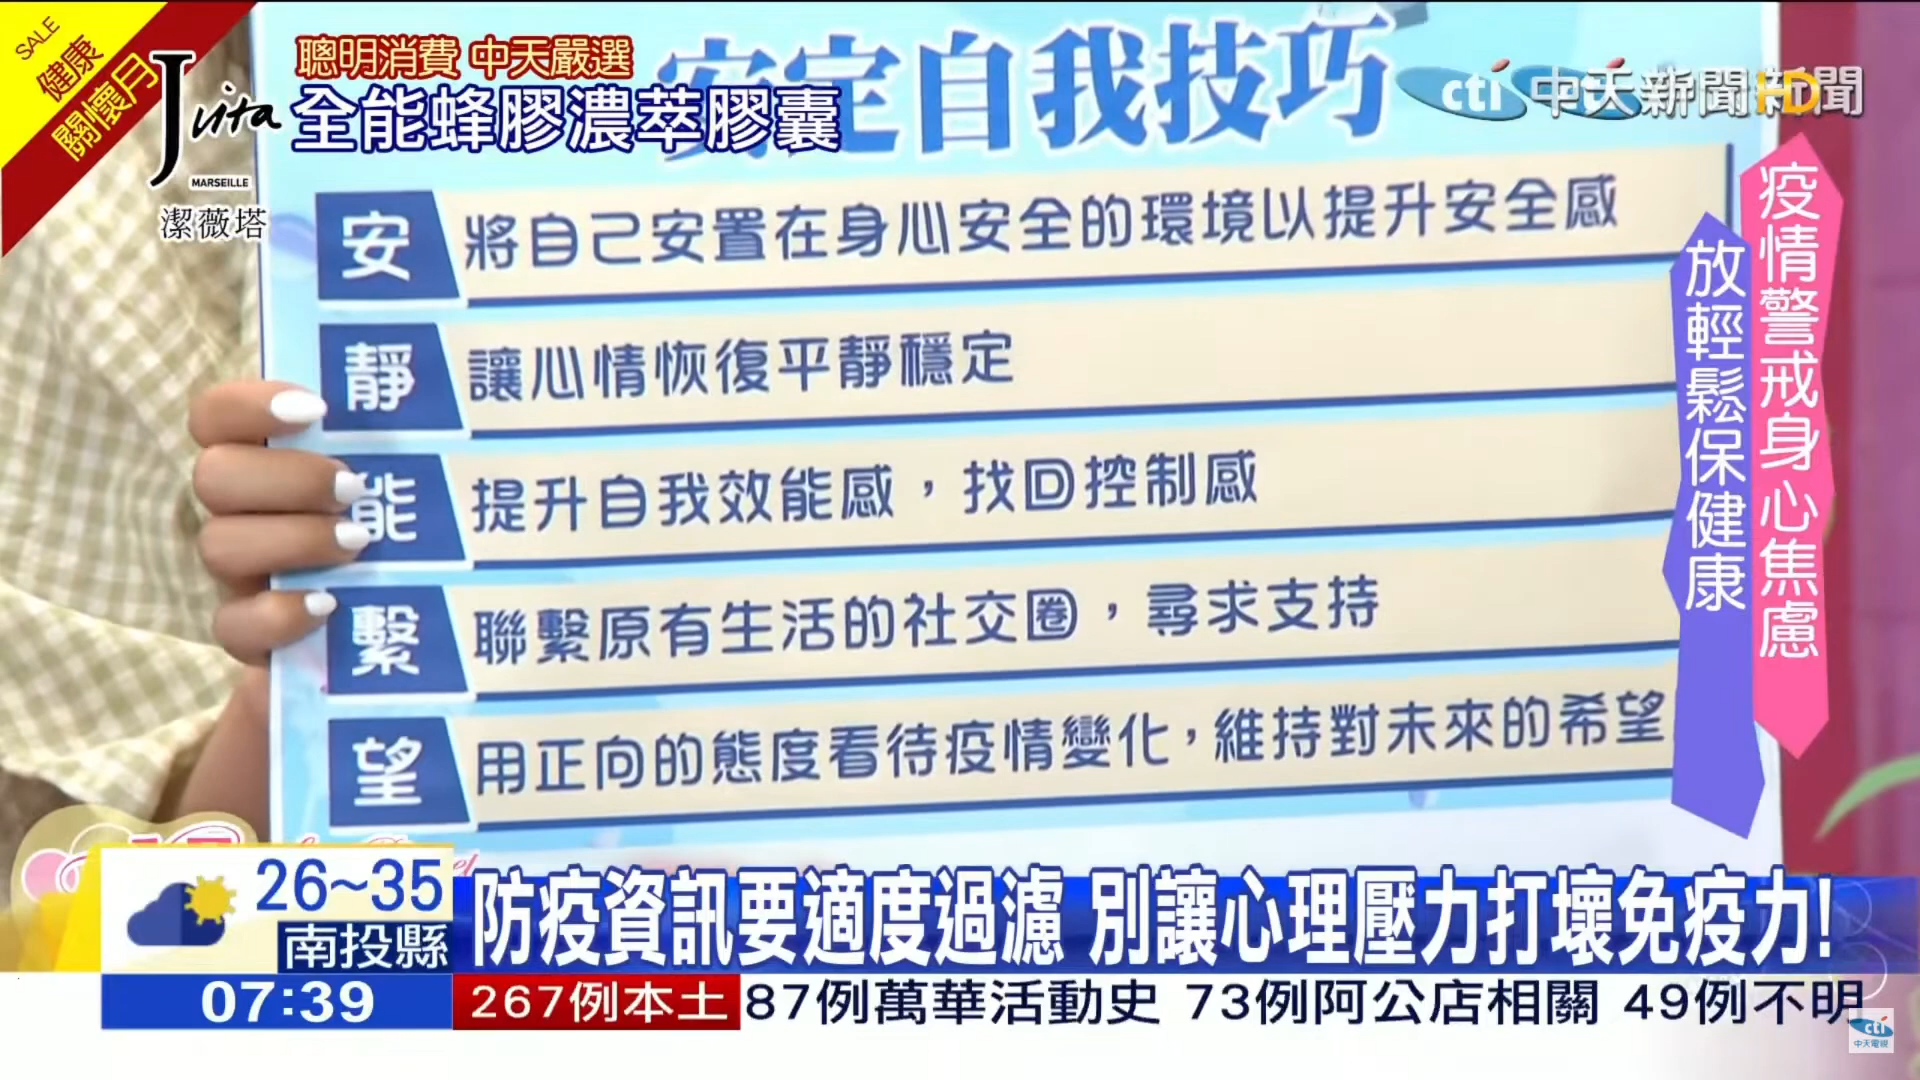 SALE
健康
關懷月
Jvita
MARSEILLE
潔薇塔
聰明消費 中天嚴選
全能蜂膠濃萃膠囊
安定自我技巧
cti 中天新聞HD
疫情警戒身心焦慮
放輕鬆保健康
安 將自己安置在身心安全的環境以提升安全感
靜 讓心情恢復平靜穩定
能 提升自我效能感，找回控制感
繫 聯繫原有生活的社交圈，尋求支持
望 用正向的態度看待疫情變化，維持對未來的希望
26~35
南投縣
防疫資訊要適度過濾 別讓心理壓力打壞免疫力!
07:39
267例本土 87例萬華活動史 73例阿公店相關 49例不明
cti
中天電視